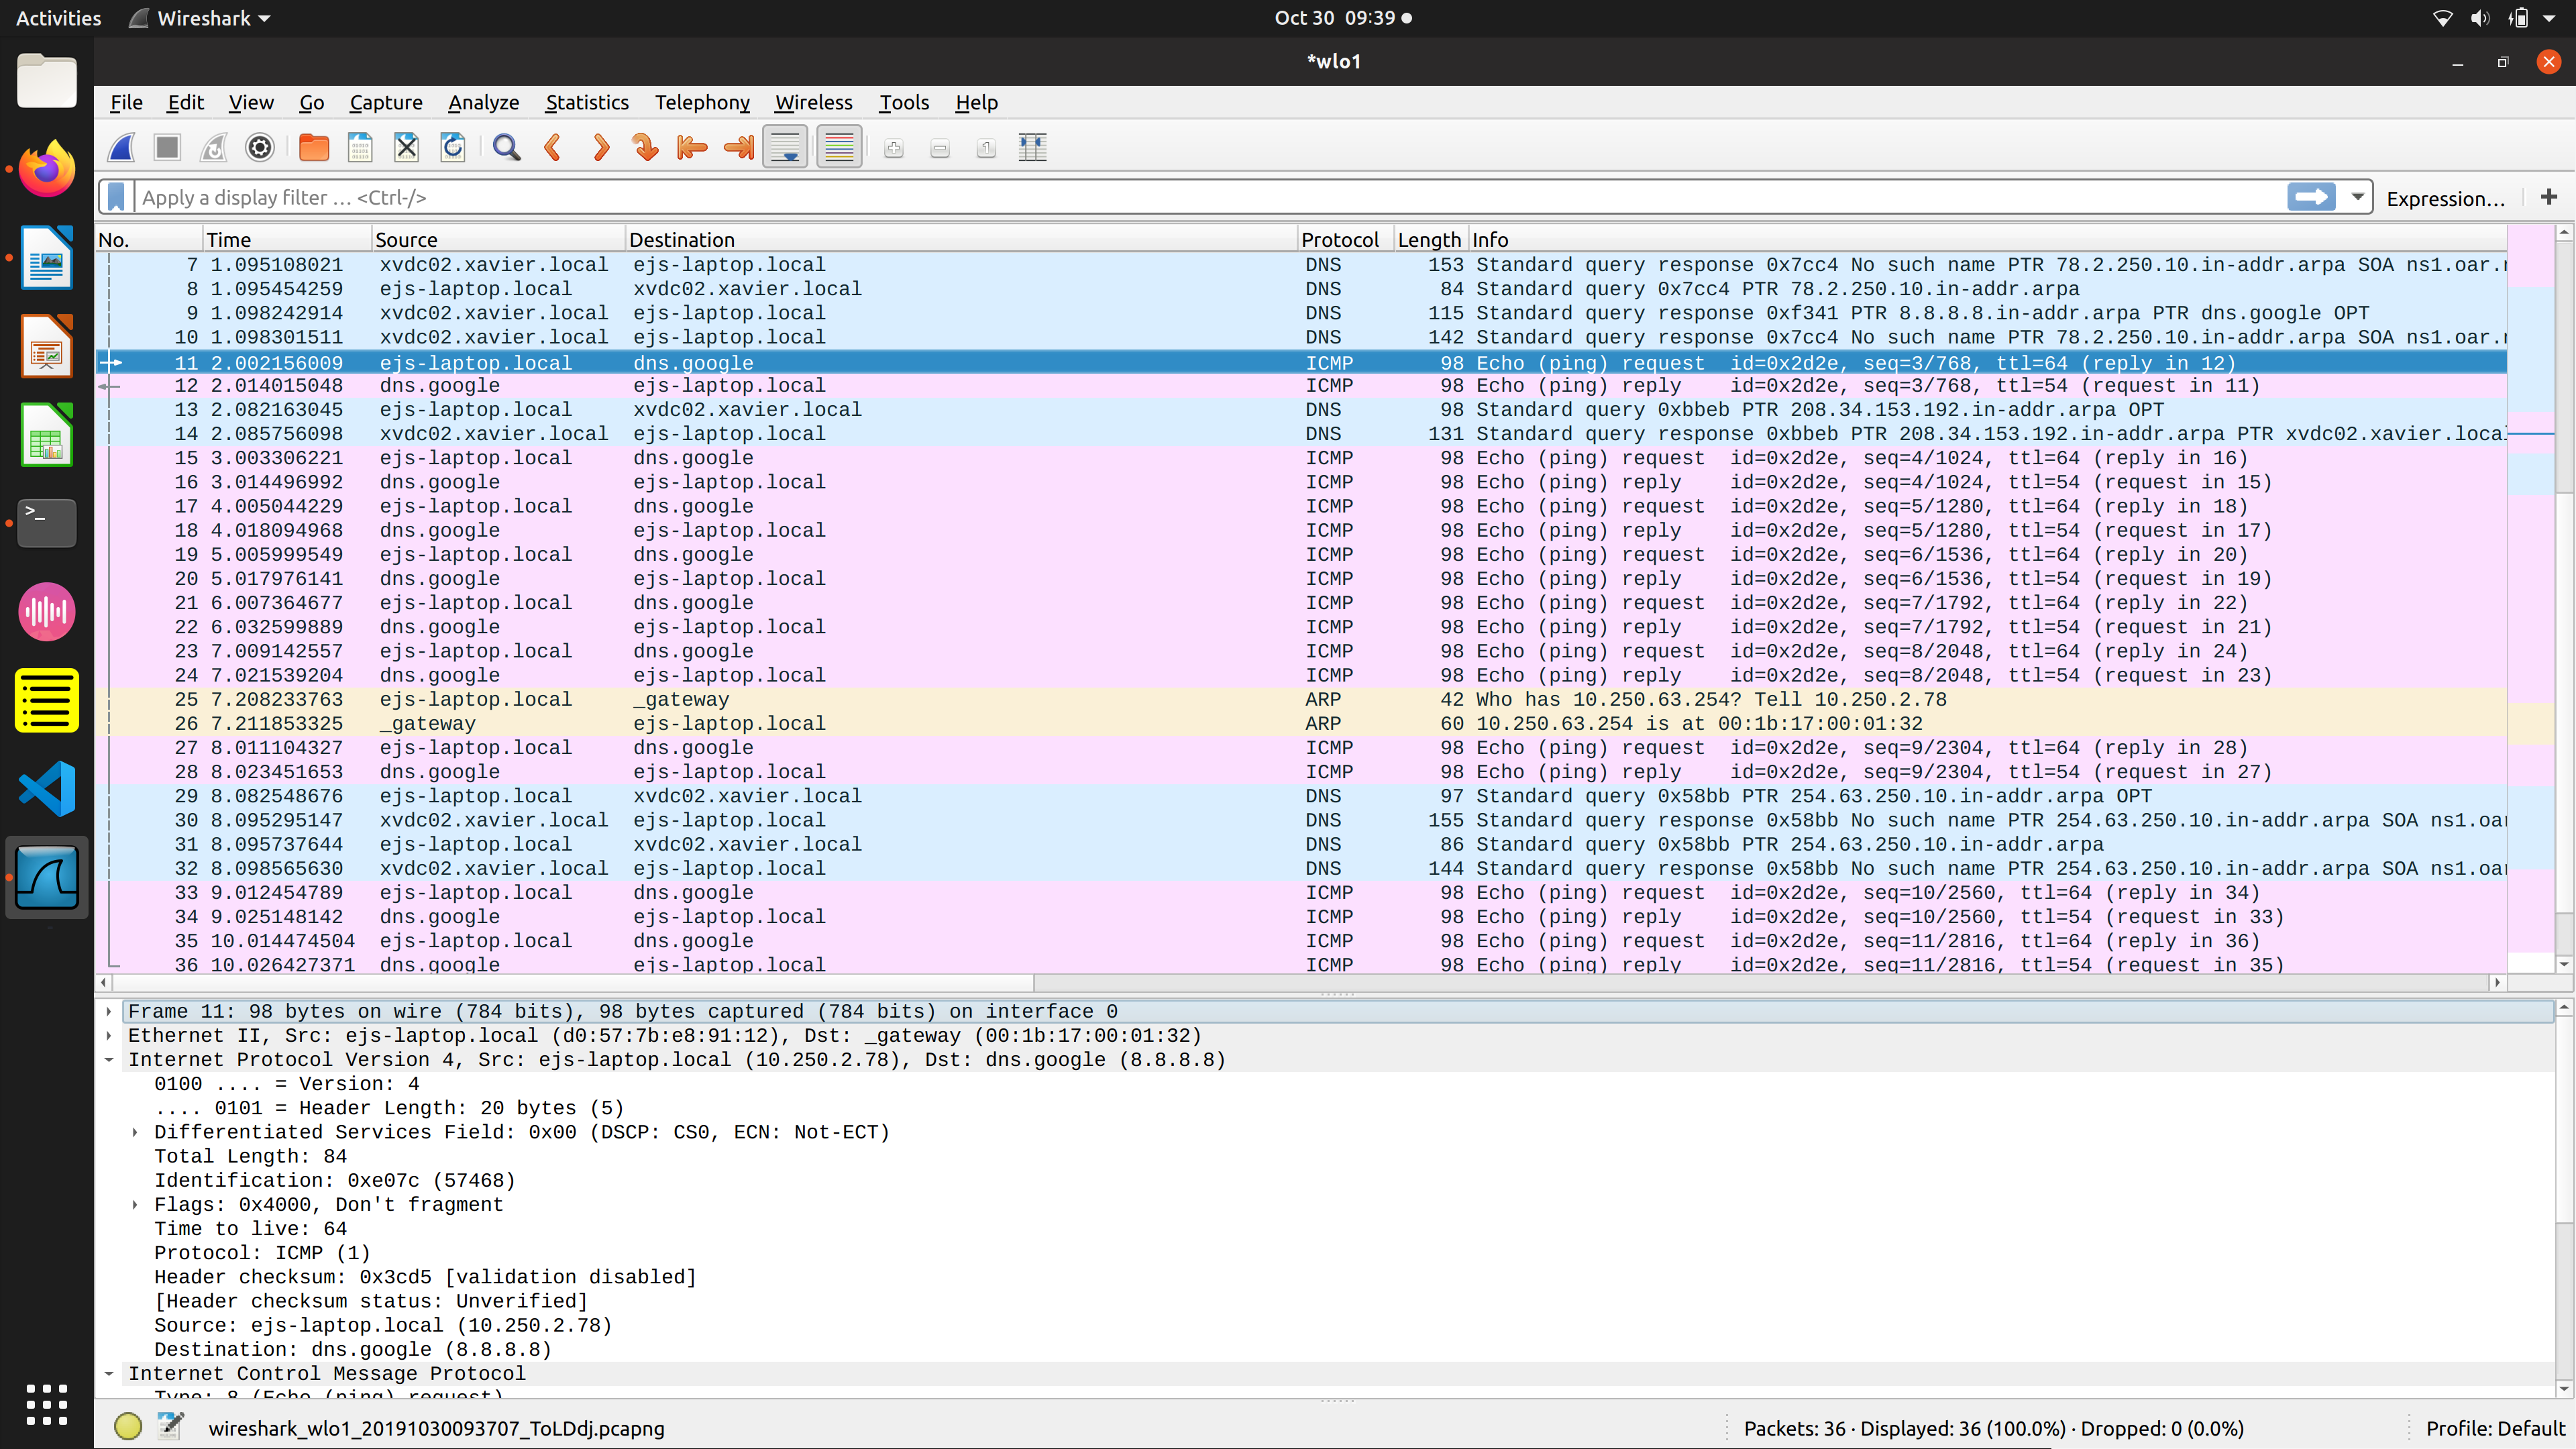 Activities Wireshark Oct 30 09:39
*wlo1
File Edit View Go Capture Analyze Statistics Telephony Wireless Tools Help
Apply a display filter … <Ctrl-/> Expression… +
No. Time Source Destination Protocol Length Info
7 1.095108021 xvdc02.xavier.local ejs-laptop.local DNS 153 Standard query response 0x7cc4 No such name PTR 78.2.250.10.in-addr.arpa SOA ns1.oar.
8 1.095454259 ejs-laptop.local xvdc02.xavier.local DNS 84 Standard query 0x7cc4 PTR 78.2.250.10.in-addr.arpa
9 1.098242914 xvdc02.xavier.local ejs-laptop.local DNS 115 Standard query response 0xf341 PTR 8.8.8.8.in-addr.arpa PTR dns.google OPT
10 1.098301511 xvdc02.xavier.local ejs-laptop.local DNS 142 Standard query response 0x7cc4 No such name PTR 78.2.250.10.in-addr.arpa SOA ns1.oar.
11 2.002156009 ejs-laptop.local dns.google ICMP 98 Echo (ping) request id=0x2d2e, seq=3/768, ttl=64 (reply in 12)
12 2.014015048 dns.google ejs-laptop.local ICMP 98 Echo (ping) reply id=0x2d2e, seq=3/768, ttl=54 (request in 11)
13 2.082163045 ejs-laptop.local xvdc02.xavier.local DNS 98 Standard query 0xbbeb PTR 208.34.153.192.in-addr.arpa OPT
14 2.085756098 xvdc02.xavier.local ejs-laptop.local DNS 131 Standard query response 0xbbeb PTR 208.34.153.192.in-addr.arpa PTR xvdc02.xavier.local
15 3.003306221 ejs-laptop.local dns.google ICMP 98 Echo (ping) request id=0x2d2e, seq=4/1024, ttl=64 (reply in 16)
16 3.014496992 dns.google ejs-laptop.local ICMP 98 Echo (ping) reply id=0x2d2e, seq=4/1024, ttl=54 (request in 15)
17 4.005044229 ejs-laptop.local dns.google ICMP 98 Echo (ping) request id=0x2d2e, seq=5/1280, ttl=64 (reply in 18)
18 4.018094968 dns.google ejs-laptop.local ICMP 98 Echo (ping) reply id=0x2d2e, seq=5/1280, ttl=54 (request in 17)
19 5.005999549 ejs-laptop.local dns.google ICMP 98 Echo (ping) request id=0x2d2e, seq=6/1536, ttl=64 (reply in 20)
20 5.017976141 dns.google ejs-laptop.local ICMP 98 Echo (ping) reply id=0x2d2e, seq=6/1536, ttl=54 (request in 19)
21 6.007364677 ejs-laptop.local dns.google ICMP 98 Echo (ping) request id=0x2d2e, seq=7/1792, ttl=64 (reply in 22)
22 6.032599889 dns.google ejs-laptop.local ICMP 98 Echo (ping) reply id=0x2d2e, seq=7/1792, ttl=54 (request in 21)
23 7.009142557 ejs-laptop.local dns.google ICMP 98 Echo (ping) request id=0x2d2e, seq=8/2048, ttl=64 (reply in 24)
24 7.021539204 dns.google ejs-laptop.local ICMP 98 Echo (ping) reply id=0x2d2e, seq=8/2048, ttl=54 (request in 23)
25 7.208233763 ejs-laptop.local _gateway ARP 42 Who has 10.250.63.254? Tell 10.250.2.78
26 7.211853325 _gateway ejs-laptop.local ARP 60 10.250.63.254 is at 00:1b:17:00:01:32
27 8.011104327 ejs-laptop.local dns.google ICMP 98 Echo (ping) request id=0x2d2e, seq=9/2304, ttl=64 (reply in 28)
28 8.023451653 dns.google ejs-laptop.local ICMP 98 Echo (ping) reply id=0x2d2e, seq=9/2304, ttl=54 (request in 27)
29 8.082548676 ejs-laptop.local xvdc02.xavier.local DNS 97 Standard query 0x58bb PTR 254.63.250.10.in-addr.arpa OPT
30 8.095295147 xvdc02.xavier.local ejs-laptop.local DNS 155 Standard query response 0x58bb No such name PTR 254.63.250.10.in-addr.arpa SOA ns1.oar
31 8.095737644 ejs-laptop.local xvdc02.xavier.local DNS 86 Standard query 0x58bb PTR 254.63.250.10.in-addr.arpa
32 8.098565630 xvdc02.xavier.local ejs-laptop.local DNS 144 Standard query response 0x58bb No such name PTR 254.63.250.10.in-addr.arpa SOA ns1.oar
33 9.012454789 ejs-laptop.local dns.google ICMP 98 Echo (ping) request id=0x2d2e, seq=10/2560, ttl=64 (reply in 34)
34 9.025148142 dns.google ejs-laptop.local ICMP 98 Echo (ping) reply id=0x2d2e, seq=10/2560, ttl=54 (request in 33)
35 10.014474504 ejs-laptop.local dns.google ICMP 98 Echo (ping) request id=0x2d2e, seq=11/2816, ttl=64 (reply in 36)
36 10.026427371 dns.google ejs-laptop.local ICMP 98 Echo (ping) reply id=0x2d2e, seq=11/2816, ttl=54 (request in 35)
Frame 11: 98 bytes on wire (784 bits), 98 bytes captured (784 bits) on interface 0
Ethernet II, Src: ejs-laptop.local (d0:57:7b:e8:91:12), Dst: _gateway (00:1b:17:00:01:32)
Internet Protocol Version 4, Src: ejs-laptop.local (10.250.2.78), Dst: dns.google (8.8.8.8)
0100 .... = Version: 4
.... 0101 = Header Length: 20 bytes (5)
Differentiated Services Field: 0x00 (DSCP: CS0, ECN: Not-ECT)
Total Length: 84
Identification: 0xe07c (57468)
Flags: 0x4000, Don't fragment
Time to live: 64
Protocol: ICMP (1)
Header checksum: 0x3cd5 [validation disabled]
[Header checksum status: Unverified]
Source: ejs-laptop.local (10.250.2.78)
Destination: dns.google (8.8.8.8)
Internet Control Message Protocol
Type: 8 (Echo (ping) request)
wireshark_wlo1_20191030093707_ToLDdj.pcapng Packets: 36 · Displayed: 36 (100.0%) · Dropped: 0 (0.0%) Profile: Default